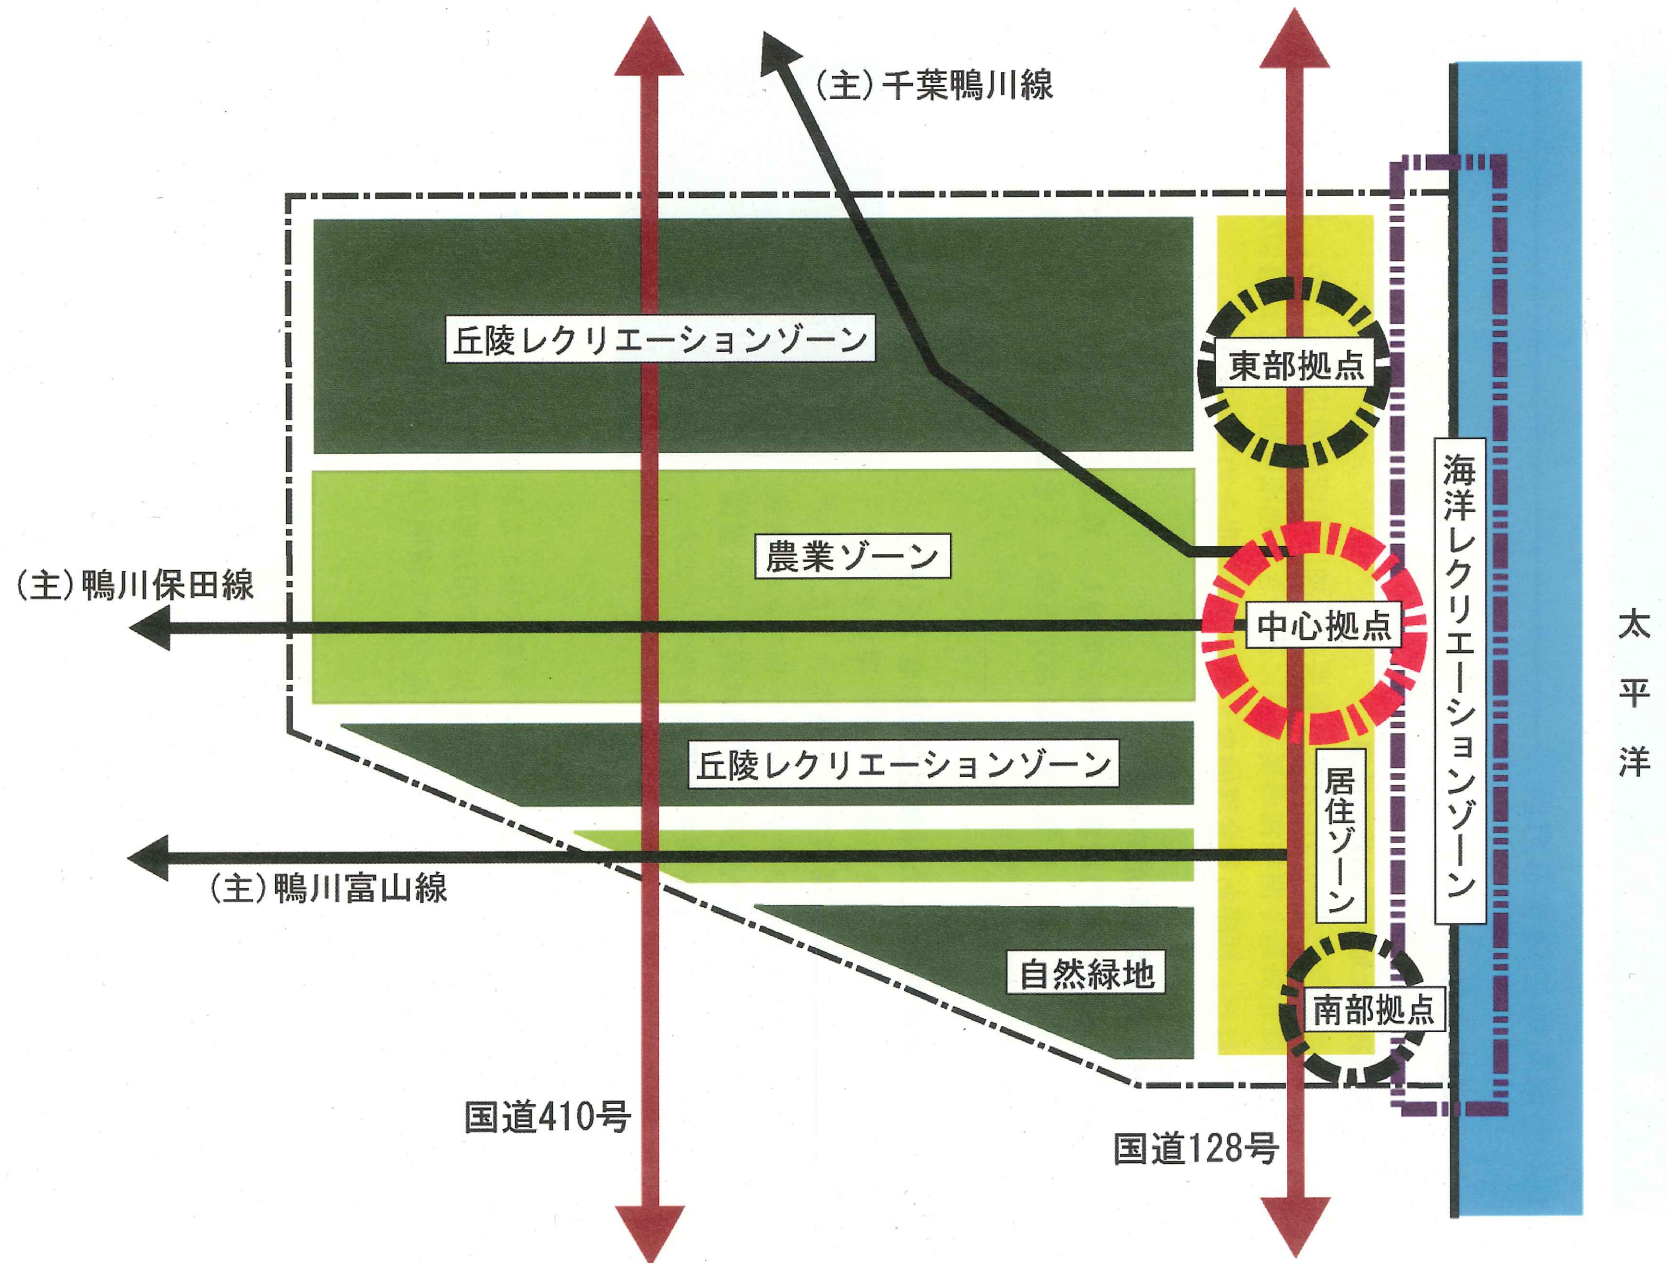 (主)千葉鴨川線
丘陵レクリエーションゾーン
東部拠点
農業ゾーン
(主)鴨川保田線
中心拠点
海洋レクリエーションゾーン
太平洋
丘陵レクリエーションゾーン
居住ゾーン
(主)鴨川富山線
自然緑地
南部拠点
国道410号
国道128号